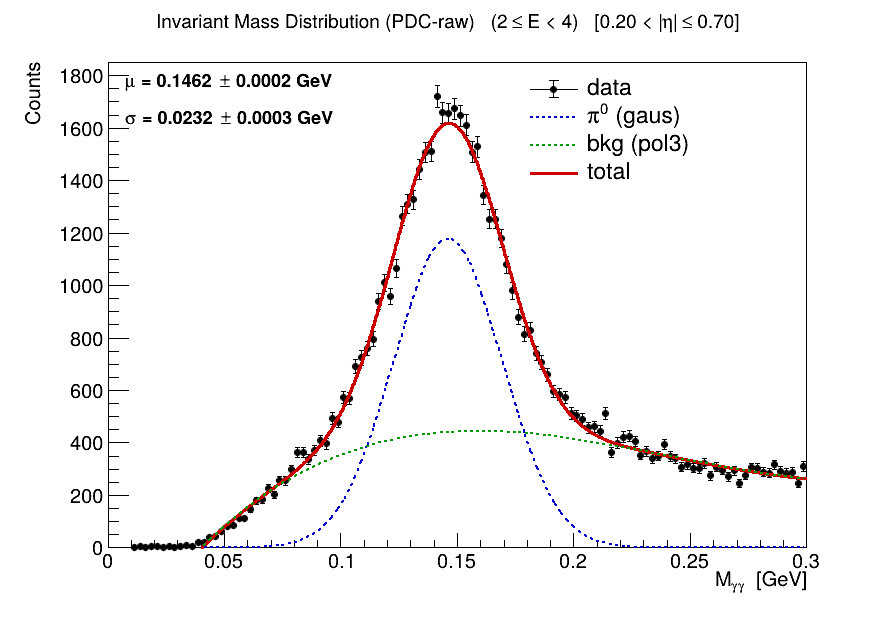 Invariant Mass Distribution (PDC-raw) (2 ≤ E < 4) [0.20 < |η| ≤ 0.70]
Counts
1800
1600
1400
1200
1000
800
600
400
200
0
μ = 0.1462 ± 0.0002 GeV
σ = 0.0232 ± 0.0003 GeV
data
π⁰ (gaus)
bkg (pol3)
total
0 0.05 0.1 0.15 0.2 0.25 0.3
Mγγ [GeV]